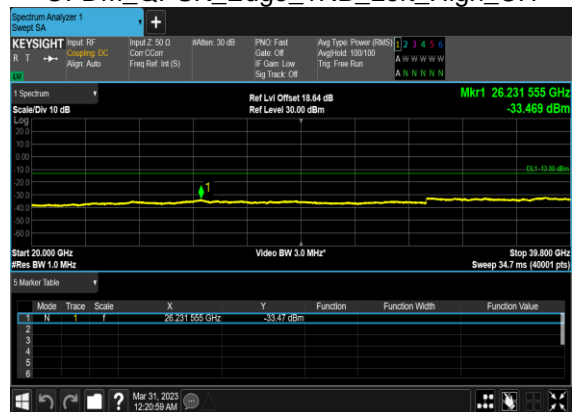 Spectrum Analyzer 1
Swept SA
+
KEYSIGHT
R T
LW
Input: RF
Coupling: DC
Align: Auto
Input Z: 50 Ω
Corr CCorr
Freq Ref: Int (S)
#Atten: 30 dB
PNO: Fast
Gate: Off
IF Gain: Low
Sig Track: Off
Avg Type: Power (RMS)
Avg|Hold: 100/100
Trig: Free Run
1 2 3 4 5 6
A W W W W W
A N N N N N
1 Spectrum
Scale/Div 10 dB
Ref Lvl Offset 18.64 dB
Ref Level 30.00 dBm
Mkr1 26.231 555 GHz
-33.469 dBm
Log
20.0
10.0
0.00
-10.0
-20.0
-30.0
-40.0
-50.0
-60.0
DL1 -13.00 dBm
1
Start 20.000 GHz
#Res BW 1.0 MHz
Video BW 3.0 MHz*
Stop 39.800 GHz
Sweep 34.7 ms (40001 pts)
5 Marker Table
Mode Trace Scale X Y Function Function Width Function Value
1 N 1 f 26.231 555 GHz -33.47 dBm
2
3
4
5
6
?
Mar 31, 2023
12:20:59 AM